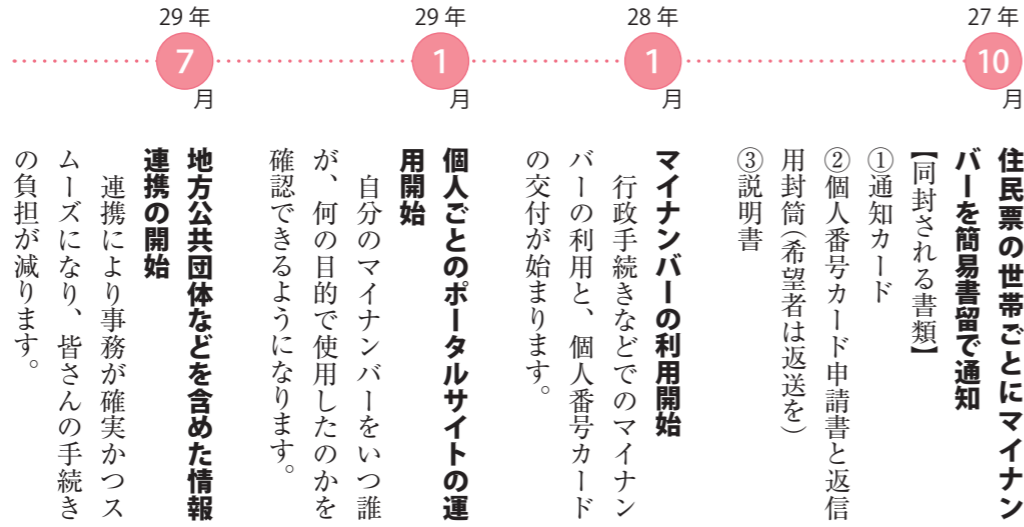 27年
10
月
住民票の世帯ごとにマイナン
バーを簡易書留で通知
【同封される書類】
①通知カード
②個人番号カード申請書と返信
用封筒(希望者は返送を)
③説明書
28年
1
月
マイナンバーの利用開始
行政手続きなどでのマイナン
バーの利用と、個人番号カード
の交付が始まります。
29年
1
月
個人ごとのポータルサイトの運
用開始
自分のマイナンバーをいつ誰
が、何の目的で使用したのかを
確認できるようになります。
29年
7
月
地方公共団体などを含めた情報
連携の開始
連携により事務が確実かつス
ムーズになり、皆さんの手続き
の負担が減ります。